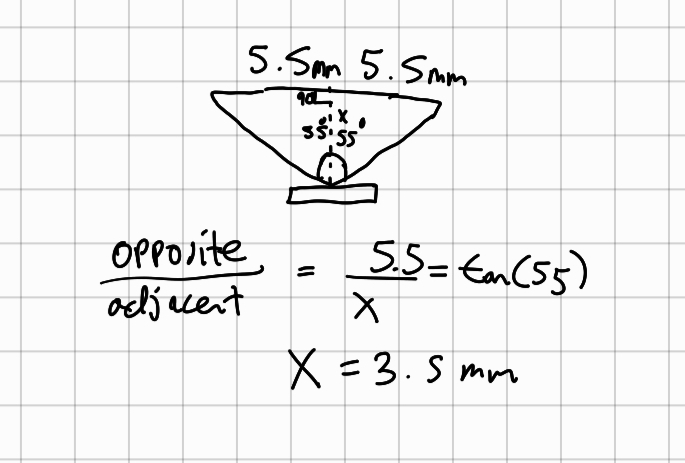 5.5mm 5.5mm
90°
x
55° 55°
opposite
adjacent
= 5.5 = tan(55)
x
X = 3.5 mm